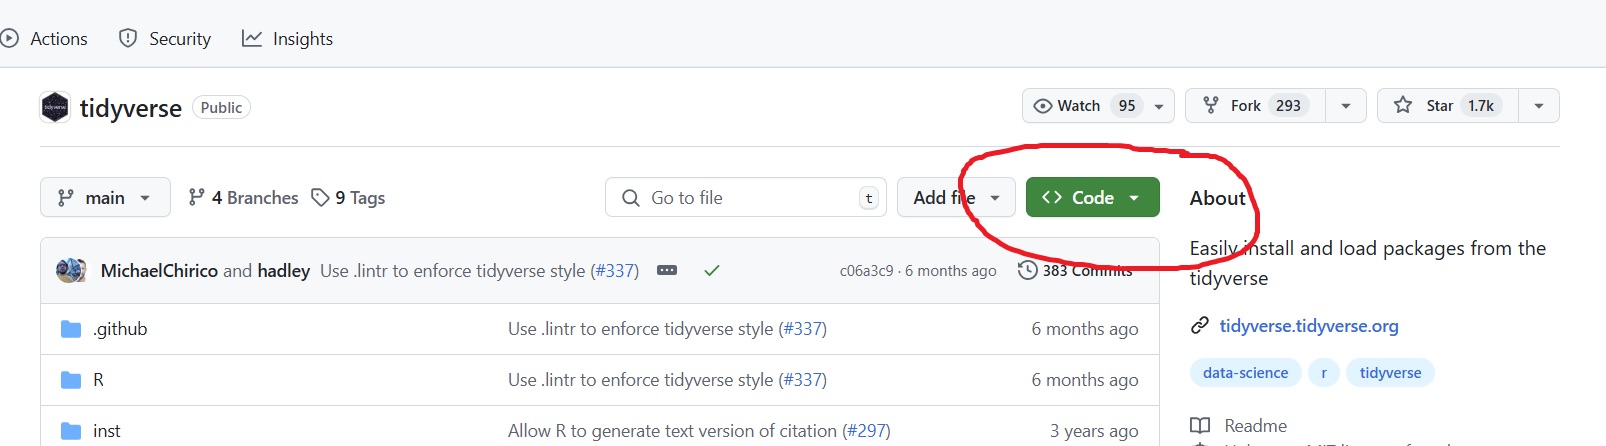 Actions Security Insights
tidyverse Public Watch 95 Fork 293 Star 1.7k
main 4 Branches 9 Tags Go to file t Add file Code About
MichaelChirico and hadley Use .lintr to enforce tidyverse style (#337) c06a3c9 · 6 months ago 383 Commits
Easily install and load packages from the
tidyverse
.github Use .lintr to enforce tidyverse style (#337) 6 months ago
tidyverse.tidyverse.org
R Use .lintr to enforce tidyverse style (#337) 6 months ago
data-science r tidyverse
inst Allow R to generate text version of citation (#297) 3 years ago
Readme